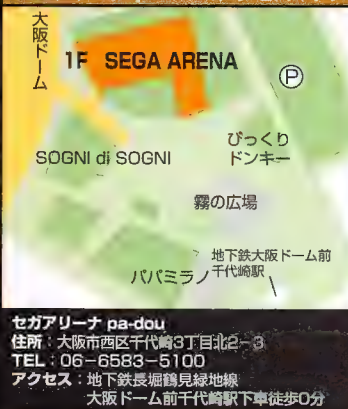 大阪ドーム
1F SEGA ARENA
P
SOGNI di SOGNI
びっくり
ドンキー
霧の広場
地下鉄大阪ドーム前
千代崎駅
パパミラノ
セガアリーナ pa-dou
住所：大阪市西区千代崎3丁目北2-3
TEL：06-6583-5100
アクセス：地下鉄長堀鶴見緑地線
大阪ドーム前千代崎駅下車徒歩0分